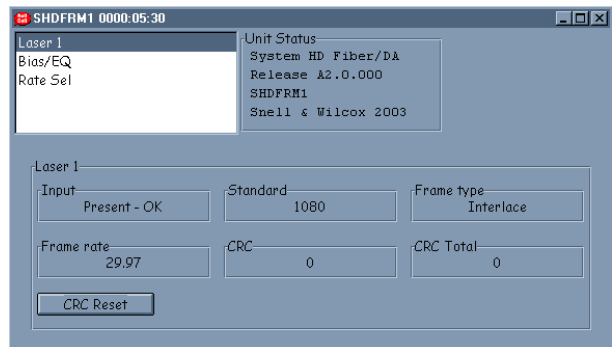 SHDFRM1 0000:05:30
Laser 1
Bias/EQ
Rate Sel
Unit Status
System HD Fiber/DA
Release A2.0.000
SHDFRM1
Snell & Wilcox 2003
Laser 1
Input
Present - OK
Standard
1080
Frame type
Interlace
Frame rate
29.97
CRC
0
CRC Total
0
CRC Reset